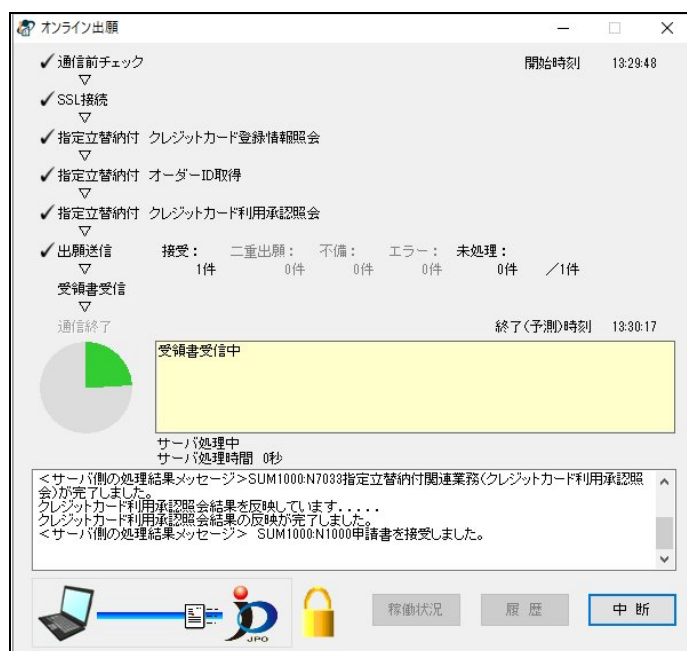 オンライン出願
✓通信前チェック 開始時刻 13:29:48
▽
✓SSL接続
▽
✓指定立替納付 クレジットカード登録情報照会
▽
✓指定立替納付 オーダーID取得
▽
✓指定立替納付 クレジットカード利用承認照会
▽
✓出願送信 接受： 二重出願： 不備： エラー： 未処理：
▽ 1件 0件 0件 0件 0件 ／1件
受領書受信
▽
通信終了 終了(予測)時刻 13:30:17
受領書受信中
サーバ処理中
サーバ処理時間 0秒
<サーバ側の処理結果メッセージ>SUM1000:N7033指定立替納付関連業務(クレジットカード利用承認照
会)が完了しました。
クレジットカード利用承認照会結果を反映しています.....
クレジットカード利用承認照会結果の反映が完了しました。
<サーバ側の処理結果メッセージ> SUM1000:N1000申請書を接受しました。
JPO
稼働状況 履歴 中断